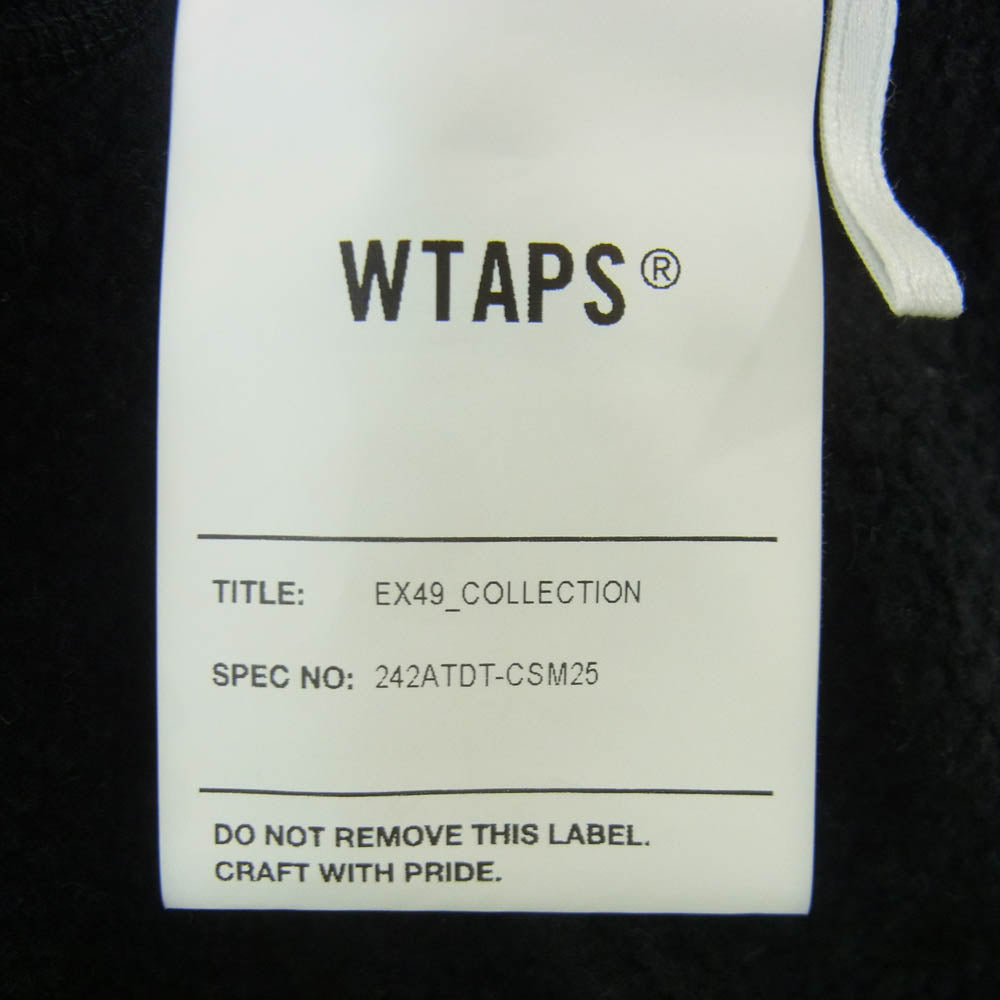 WTAPS®
TITLE: EX49_COLLECTION
SPEC NO: 242ATDT-CSM25
DO NOT REMOVE THIS LABEL.
CRAFT WITH PRIDE.